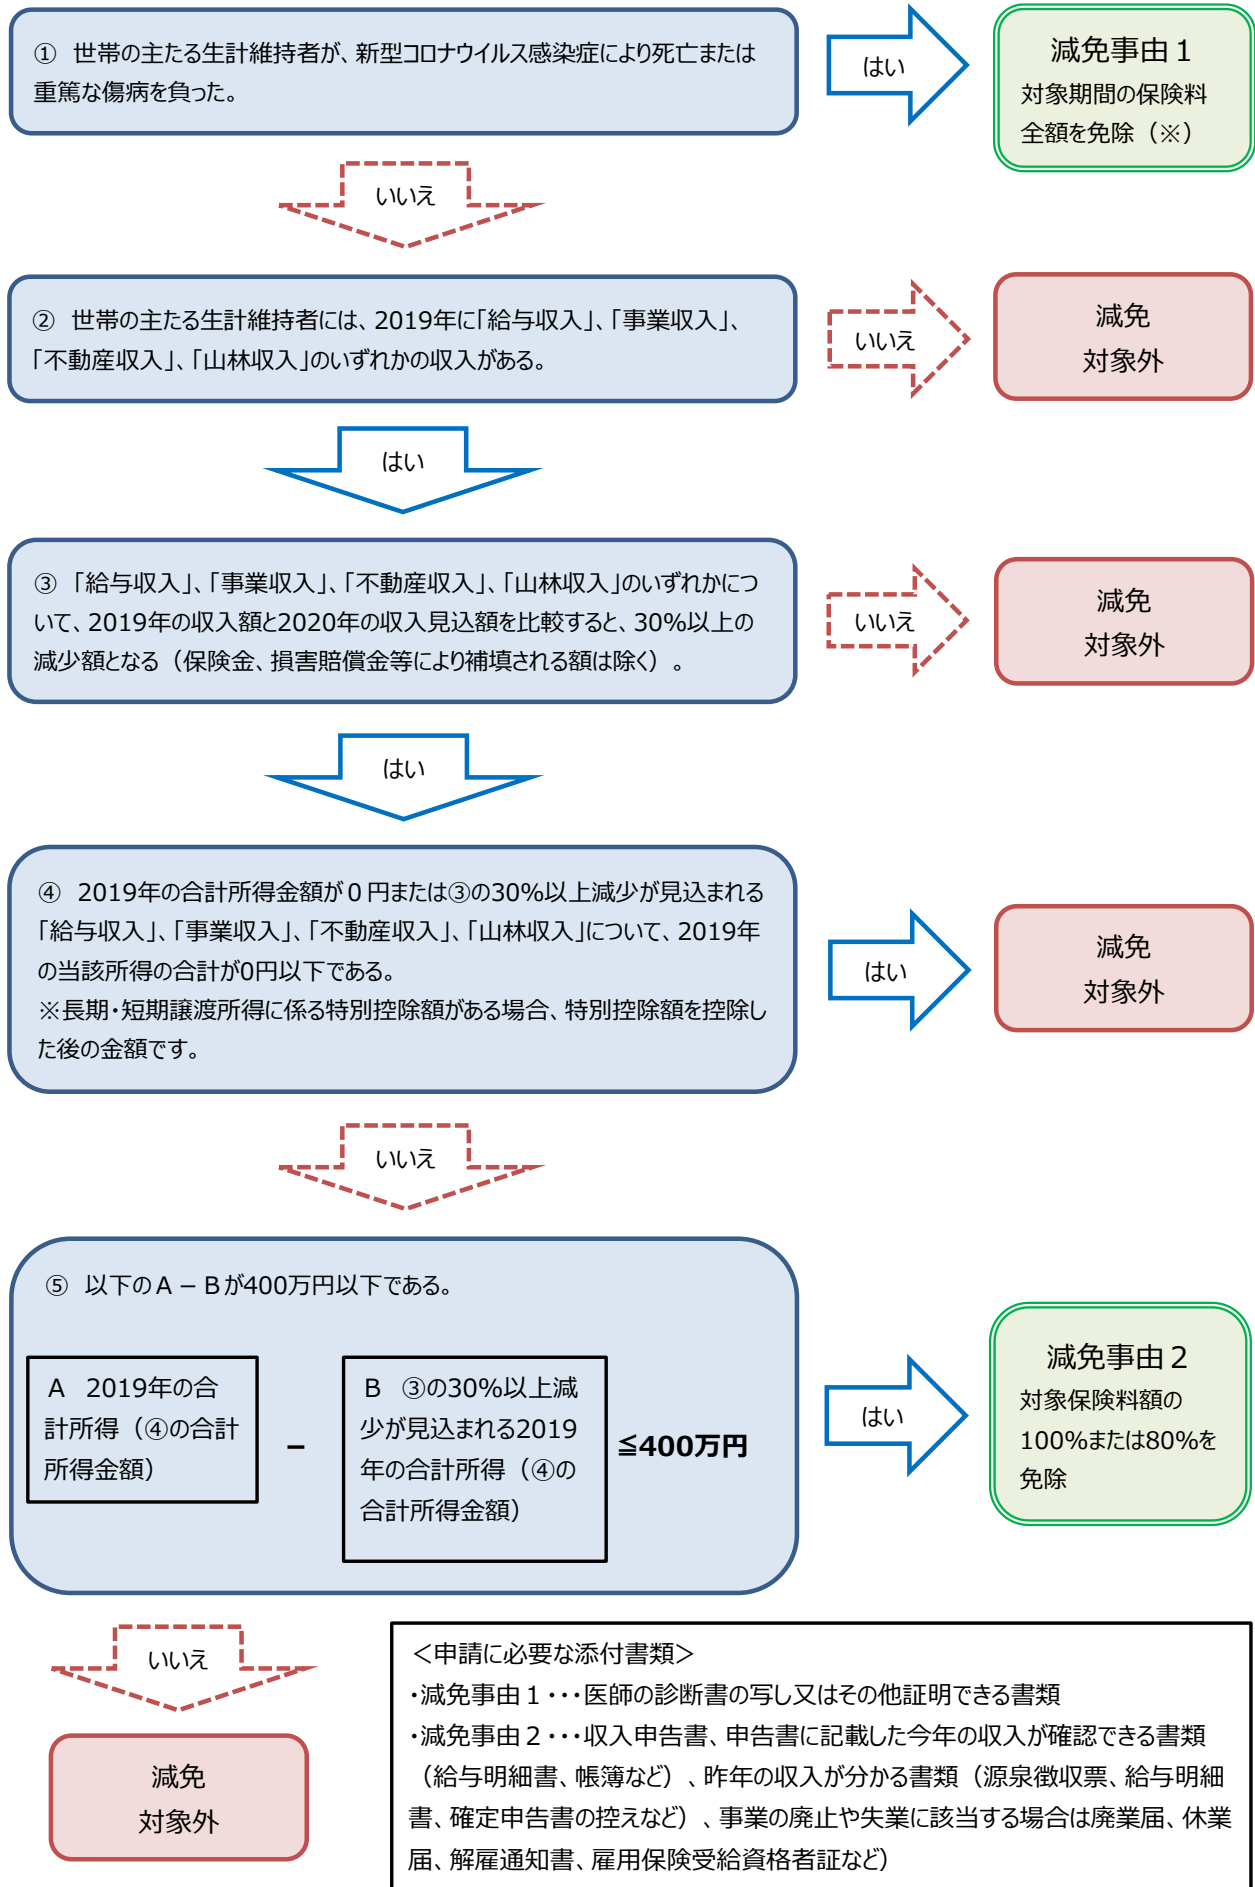 ① 世帯の主たる生計維持者が、新型コロナウイルス感染症により死亡または
重篤な傷病を負った。
はい
減免事由1
対象期間の保険料
全額を免除（※）
いいえ
② 世帯の主たる生計維持者には、2019年に「給与収入」、「事業収入」、
「不動産収入」、「山林収入」のいずれかの収入がある。
いいえ
減免
対象外
はい
③ 「給与収入」、「事業収入」、「不動産収入」、「山林収入」のいずれかにつ
いて、2019年の収入額と2020年の収入見込額を比較すると、30%以上の
減少額となる（保険金、損害賠償金等により補填される額は除く）。
いいえ
減免
対象外
はい
④ 2019年の合計所得金額が０円または③の30%以上減少が見込まれる
「給与収入」、「事業収入」、「不動産収入」、「山林収入」について、2019年
の当該所得の合計が0円以下である。
※長期・短期譲渡所得に係る特別控除額がある場合、特別控除額を控除し
た後の金額です。
はい
減免
対象外
いいえ
⑤ 以下のA－Bが400万円以下である。
A 2019年の合
計所得（④の合計
所得金額）
－
B ③の30%以上減
少が見込まれる2019
年の合計所得（④の
合計所得金額）
≦400万円
はい
減免事由２
対象保険料額の
100%または80%を
免除
いいえ
減免
対象外
＜申請に必要な添付書類＞
・減免事由１・・・医師の診断書の写し又はその他証明できる書類
・減免事由２・・・収入申告書、申告書に記載した今年の収入が確認できる書類
（給与明細書、帳簿など）、昨年の収入が分かる書類（源泉徴収票、給与明細
書、確定申告書の控えなど）、事業の廃止や失業に該当する場合は廃業届、休業
届、解雇通知書、雇用保険受給資格者証など）